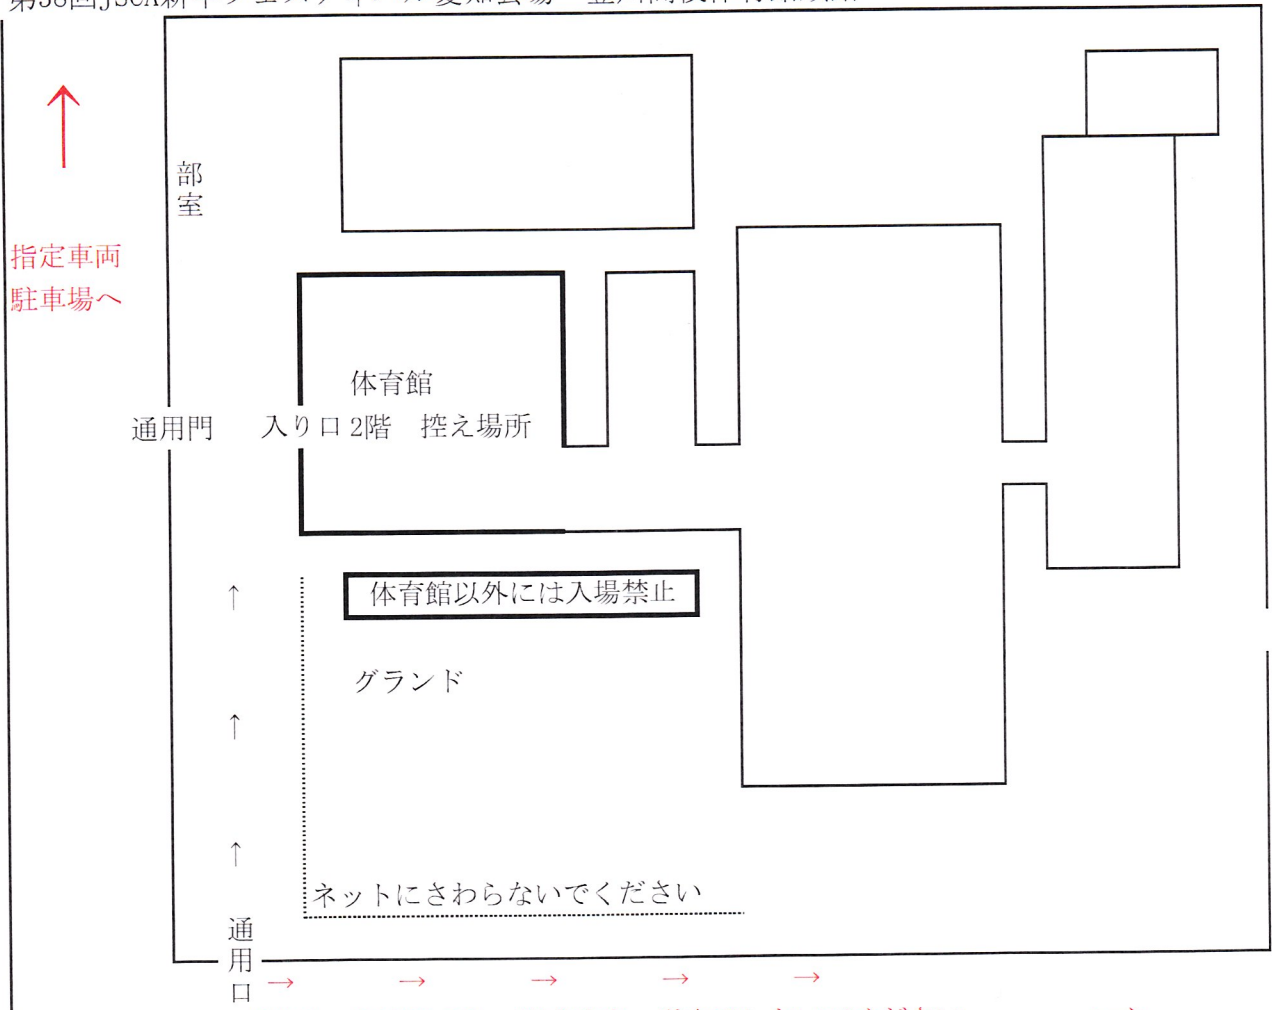 部室
指定車両
駐車場へ
体育館
通用門 入り口 2階 控え場所
体育館以外には入場禁止
グランド
ネットにさわらないでください
通用口